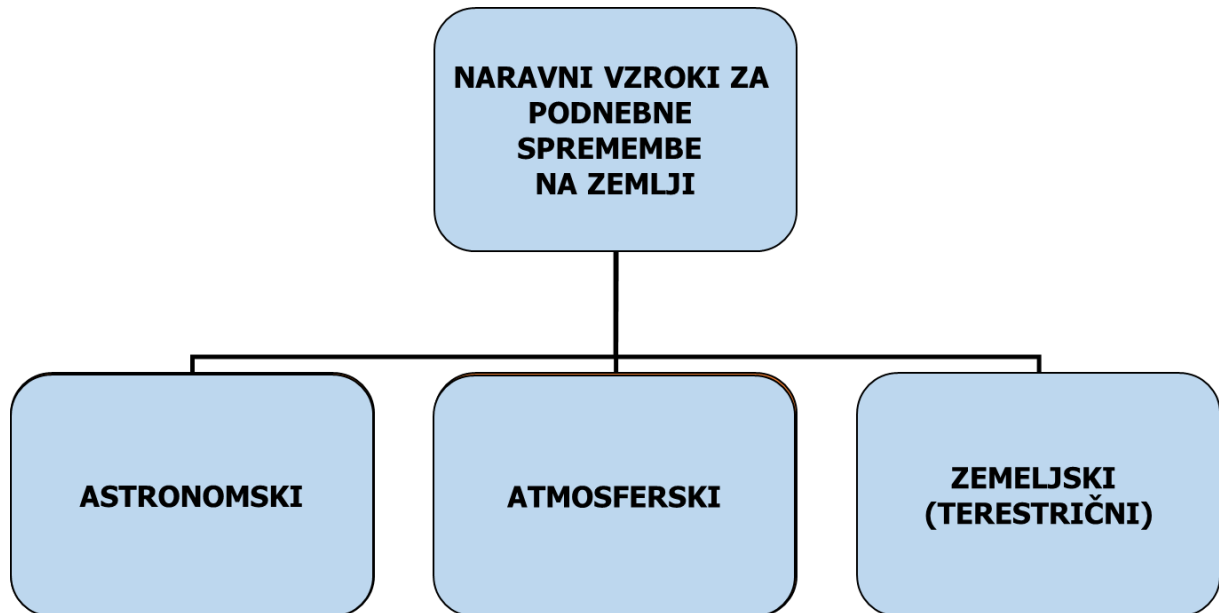 NARAVNI VZROKI ZA
PODNEBNE
SPREMEMBE
NA ZEMLJI
ASTRONOMSKI
ATMOSFERSKI
ZEMELJSKI
(TERESTRIČNI)